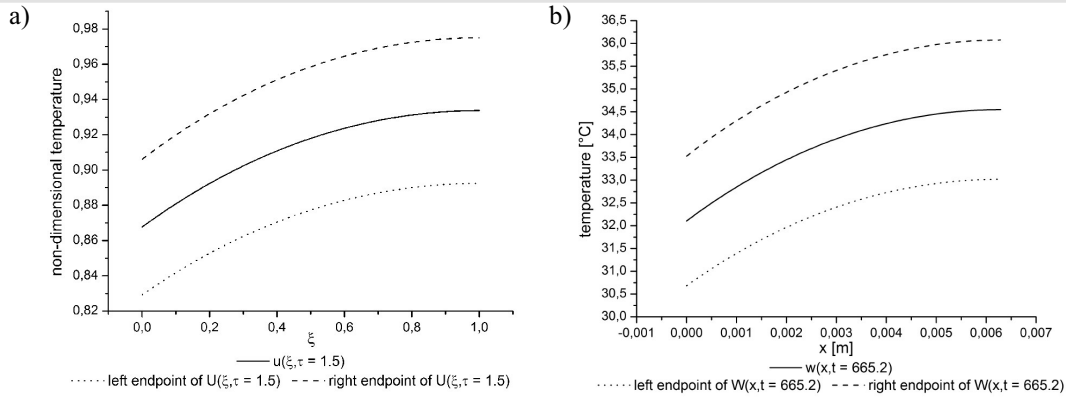 a)
non-dimensional temperature
0,98
0,96
0,94
0,92
0,90
0,88
0,86
0,84
0,82
0,0 0,2 0,4 0,6 0,8 1,0
ξ
u(ξ,τ = 1.5)
left endpoint of U(ξ,τ = 1.5) right endpoint of U(ξ,τ = 1.5)
b)
temperature [°C]
36,5
36,0
35,5
35,0
34,5
34,0
33,5
33,0
32,5
32,0
31,5
31,0
30,5
30,0
-0,001 0,000 0,001 0,002 0,003 0,004 0,005 0,006 0,007
x [m]
w(x,t = 665.2)
left endpoint of W(x,t = 665.2) right endpoint of W(x,t = 665.2)